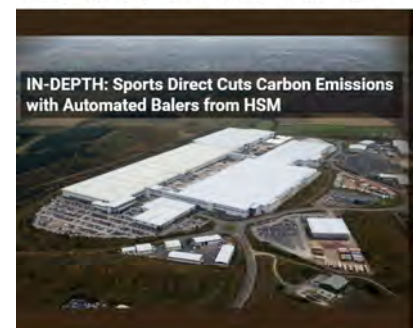 IN-DEPTH: Sports Direct Cuts Carbon Emissions
with Automated Balers from HSM